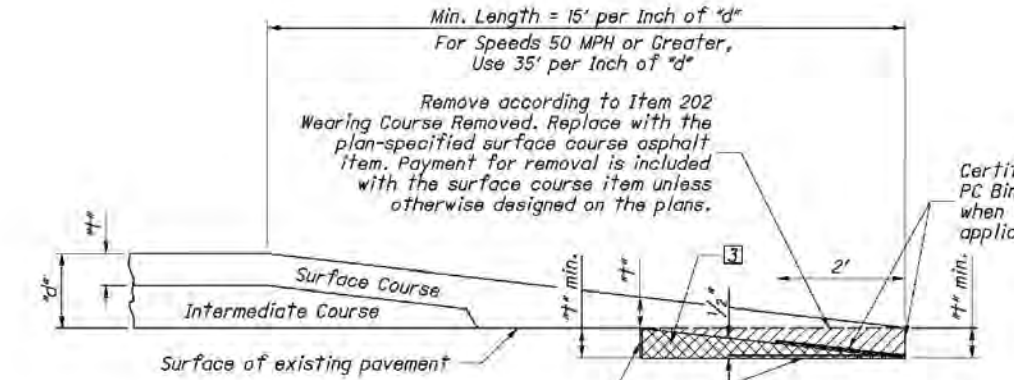 Min. Length = 15' per Inch of "d"
For Speeds 50 MPH or Greater,
Use 35' per Inch of "d"
Remove according to Item 202
Wearing Course Removed. Replace with the
plan-specified surface course asphalt
item. Payment for removal is included
with the surface course item unless
otherwise designed on the plans.
PC
when
"t"
"d"
Surface Course
Intermediate Course
Surface of existing pavement
"t" min.
"t"
3
1/2"
2'
"t" min.